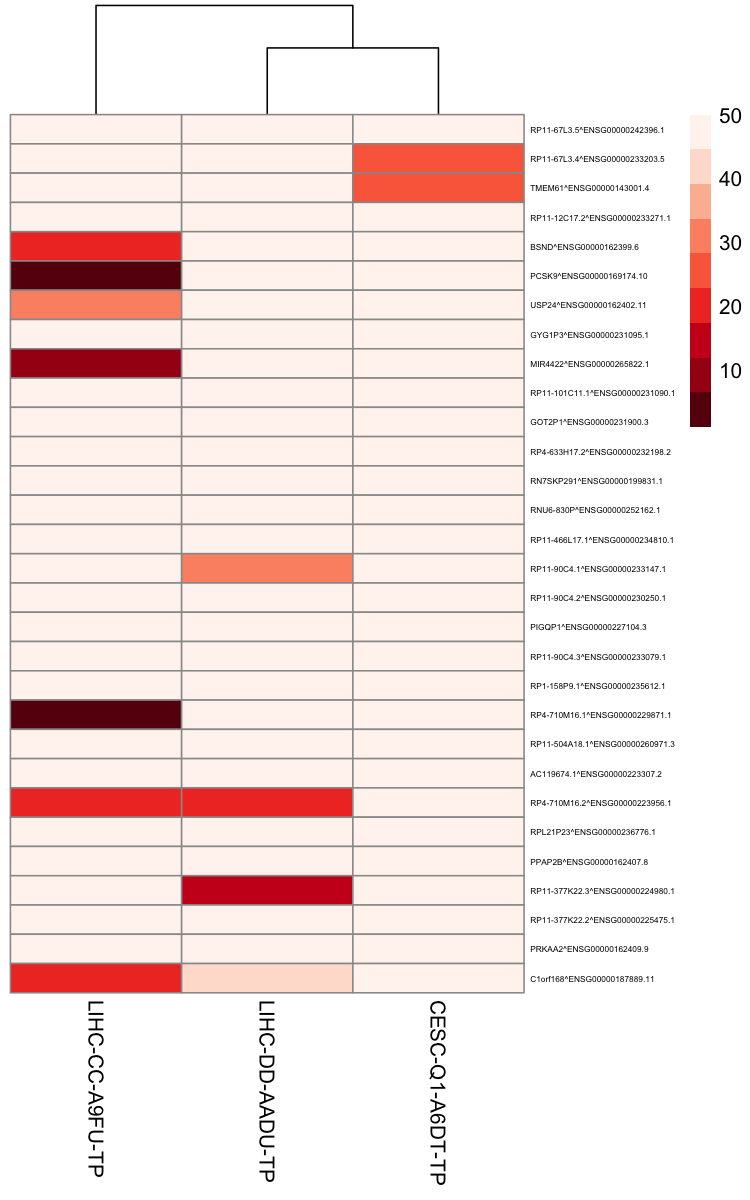 50
40
30
20
10
RP11-67L3.5^ENSG00000242396.1
RP11-67L3.4^ENSG00000233203.5
TMEM61^ENSG00000143001.4
RP11-12C17.2^ENSG00000233271.1
BSND^ENSG00000162399.6
PCSK9^ENSG00000169174.10
USP24^ENSG00000162402.11
GYG1P3^ENSG00000231095.1
MIR4422^ENSG00000265822.1
RP11-101C11.1^ENSG00000231090.1
GOT2P1^ENSG00000231900.3
RP4-633H17.2^ENSG00000232198.2
RN7SKP291^ENSG00000199831.1
RNU6-830P^ENSG00000252162.1
RP11-466L17.1^ENSG00000234810.1
RP11-90C4.1^ENSG00000233147.1
RP11-90C4.2^ENSG00000230250.1
PIGQP1^ENSG00000227104.3
RP11-90C4.3^ENSG00000233079.1
RP1-158P9.1^ENSG00000235612.1
RP4-710M16.1^ENSG00000229871.1
RP11-504A18.1^ENSG00000260971.3
AC119674.1^ENSG00000223307.2
RP4-710M16.2^ENSG00000223956.1
RPL21P23^ENSG00000236776.1
PPAP2B^ENSG00000162407.8
RP11-377K22.3^ENSG00000224980.1
RP11-377K22.2^ENSG00000225475.1
PRKAA2^ENSG00000162409.9
C1orf168^ENSG00000187889.11
LIHC-CC-A9FU-TP
LIHC-DD-AADU-TP
CESC-Q1-A6DT-TP